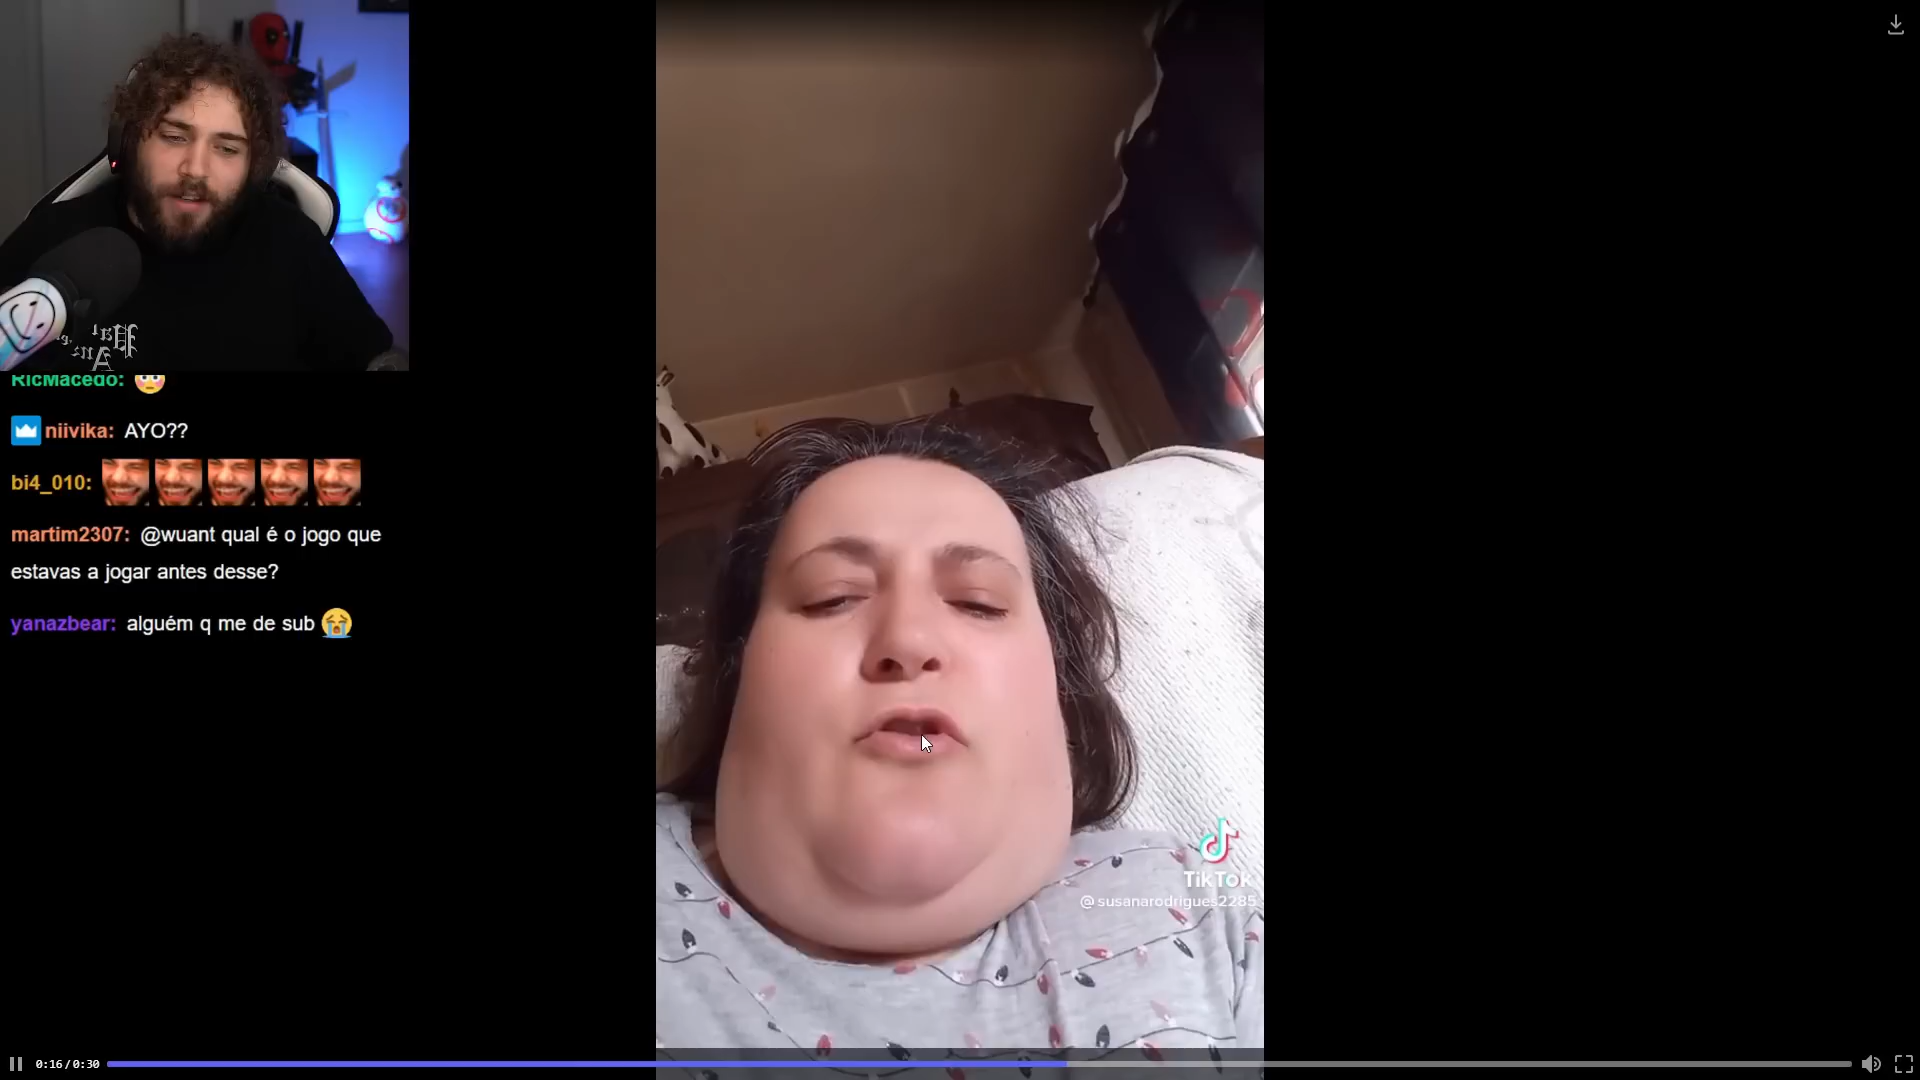 RicMacedo:
niivika: AYO??
bi4_010:
martim2307: @wuant qual é o jogo que
estavas a jogar antes desse?
yanazbear: alguém q me de sub
TikTok
@susanarodrigues2285
0:16/0:30